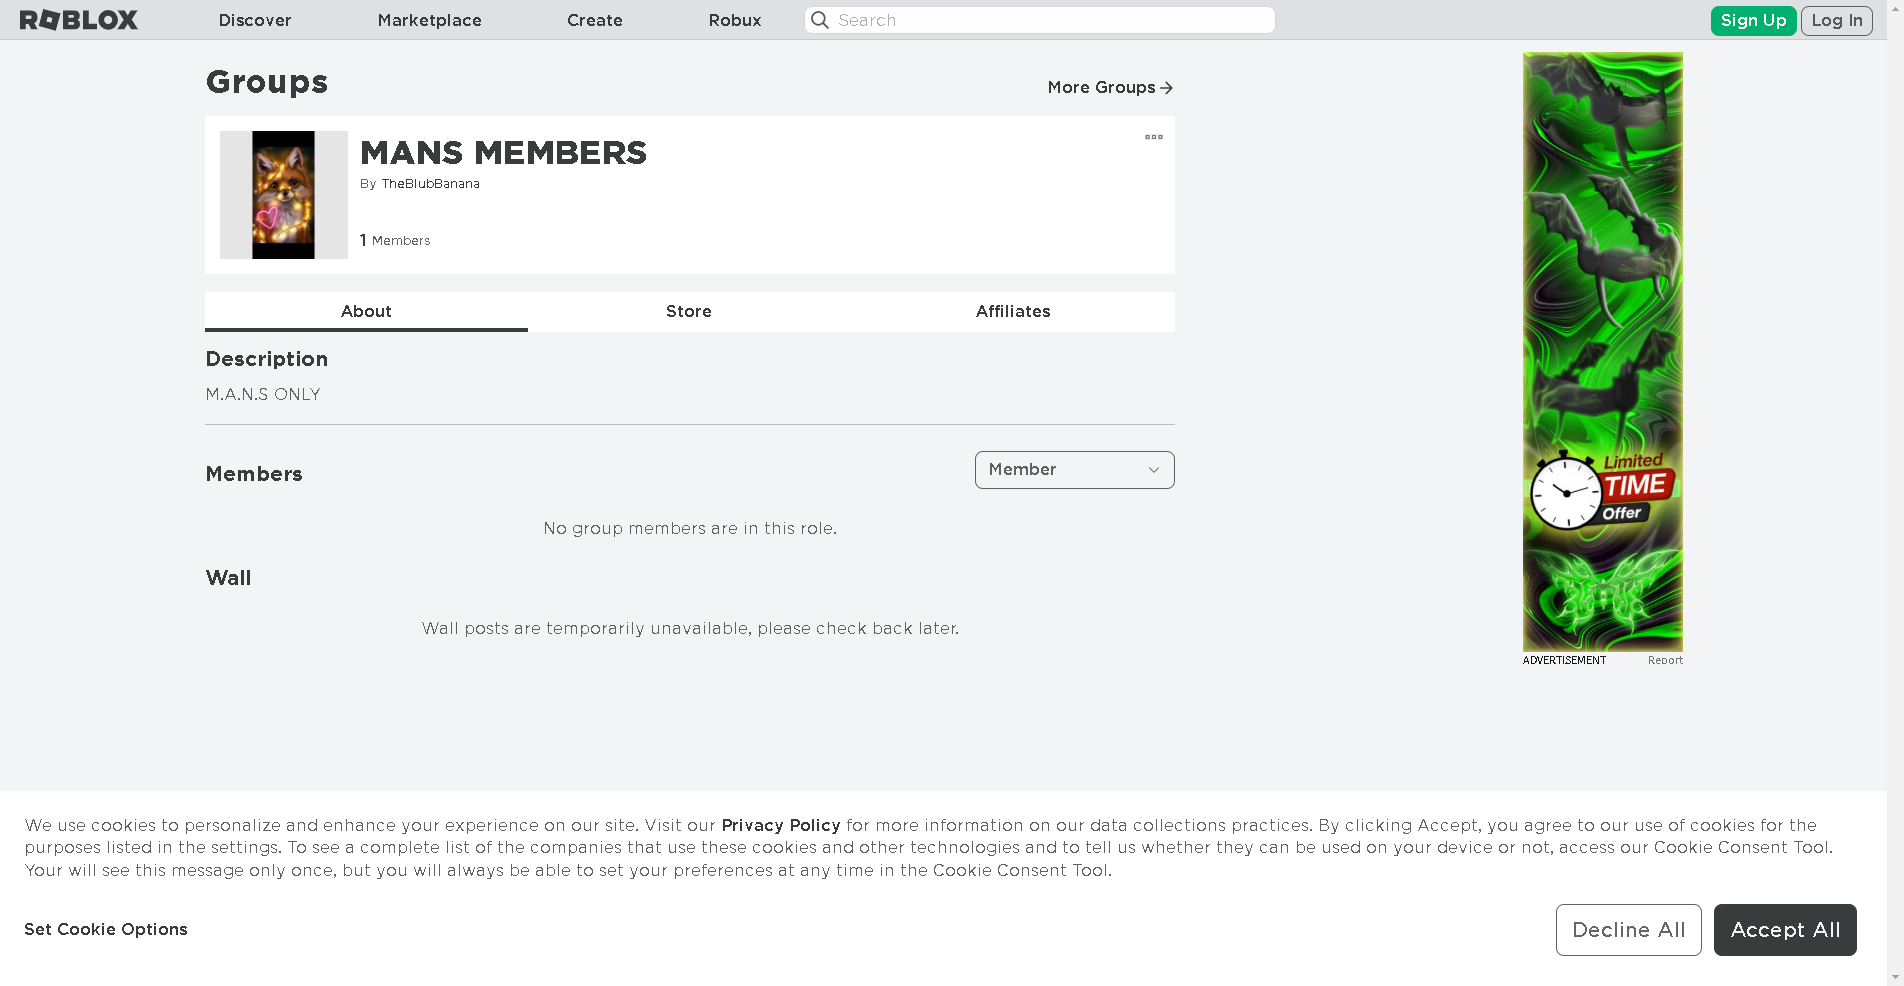 ROBLOX
Discover
Marketplace
Create
Robux
Search
Sign Up
Log In
Groups
More Groups
MANS MEMBERS
By TheBlubBanana
1 Members
About
Store
Affiliates
Description
M.A.N.S ONLY
Members
Member
No group members are in this role.
Wall
Wall posts are temporarily unavailable, please check back later.
Limited
TIME
Offer
ADVERTISEMENT
Report
We use cookies to personalize and enhance your experience on our site. Visit our Privacy Policy for more information on our data collections practices. By clicking Accept, you agree to our use of cookies for the
purposes listed in the settings. To see a complete list of the companies that use these cookies and other technologies and to tell us whether they can be used on your device or not, access our Cookie Consent Tool.
Your will see this message only once, but you will always be able to set your preferences at any time in the Cookie Consent Tool.
Set Cookie Options
Decline All
Accept All